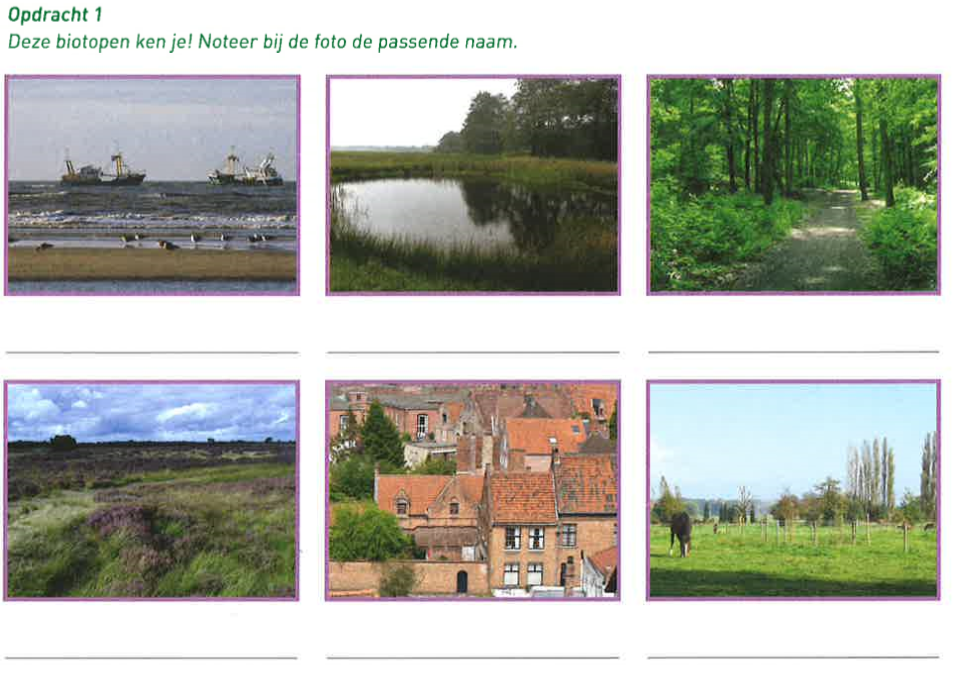 Opdracht 1
Deze biotopen ken je! Noteer bij de foto de passende naam.